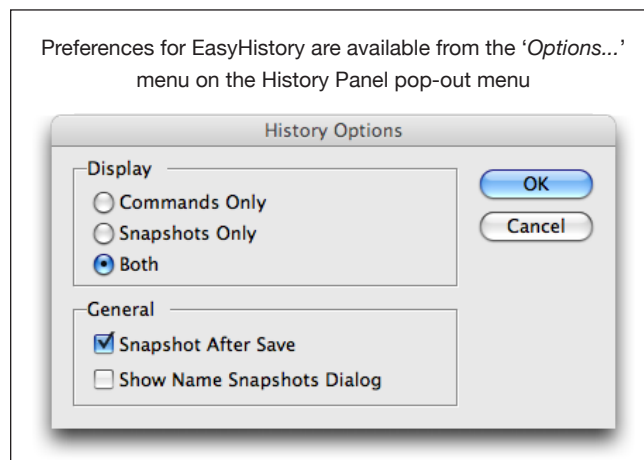 Preferences for EasyHistory are available from the ‘Options...’
menu on the History Panel pop-out menu
History Options
Display
Commands Only
Snapshots Only
Both
OK
Cancel
General
Snapshot After Save
Show Name Snapshots Dialog